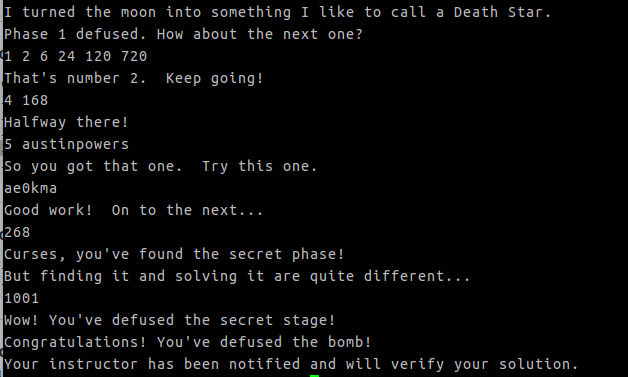 I turned the moon into something I like to call a Death Star.
Phase 1 defused. How about the next one?
1 2 6 24 120 720
That's number 2.  Keep going!
4 168
Halfway there!
5 austinpowers
So you got that one.  Try this one.
ae0kma
Good work!  On to the next...
268
Curses, you've found the secret phase!
But finding it and solving it are quite different...
1001
Wow! You've defused the secret stage!
Congratulations! You've defused the bomb!
Your instructor has been notified and will verify your solution.